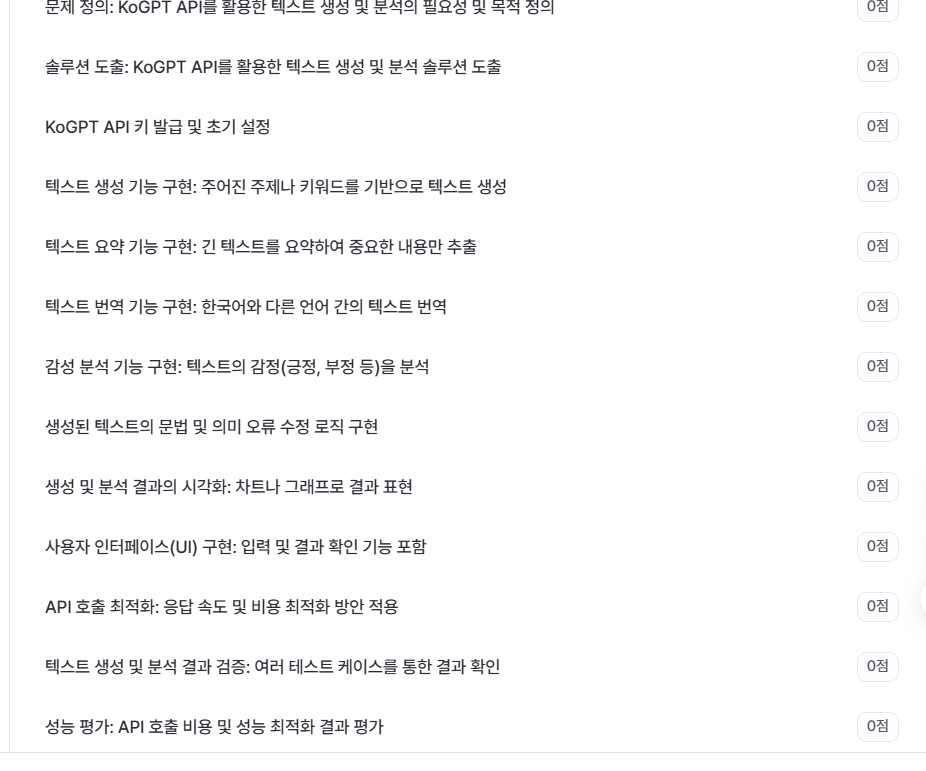 문제 정의: KoGPT API를 활용한 텍스트 생성 및 분석의 필요성 및 목적 정의 0점
솔루션 도출: KoGPT API를 활용한 텍스트 생성 및 분석 솔루션 도출 0점
KoGPT API 키 발급 및 초기 설정 0점
텍스트 생성 기능 구현: 주어진 주제나 키워드를 기반으로 텍스트 생성 0점
텍스트 요약 기능 구현: 긴 텍스트를 요약하여 중요한 내용만 추출 0점
텍스트 번역 기능 구현: 한국어와 다른 언어 간의 텍스트 번역 0점
감성 분석 기능 구현: 텍스트의 감정(긍정, 부정 등)을 분석 0점
생성된 텍스트의 문법 및 의미 오류 수정 로직 구현 0점
생성 및 분석 결과의 시각화: 차트나 그래프로 결과 표현 0점
사용자 인터페이스(UI) 구현: 입력 및 결과 확인 기능 포함 0점
API 호출 최적화: 응답 속도 및 비용 최적화 방안 적용 0점
텍스트 생성 및 분석 결과 검증: 여러 테스트 케이스를 통한 결과 확인 0점
성능 평가: API 호출 비용 및 성능 최적화 결과 평가 0점